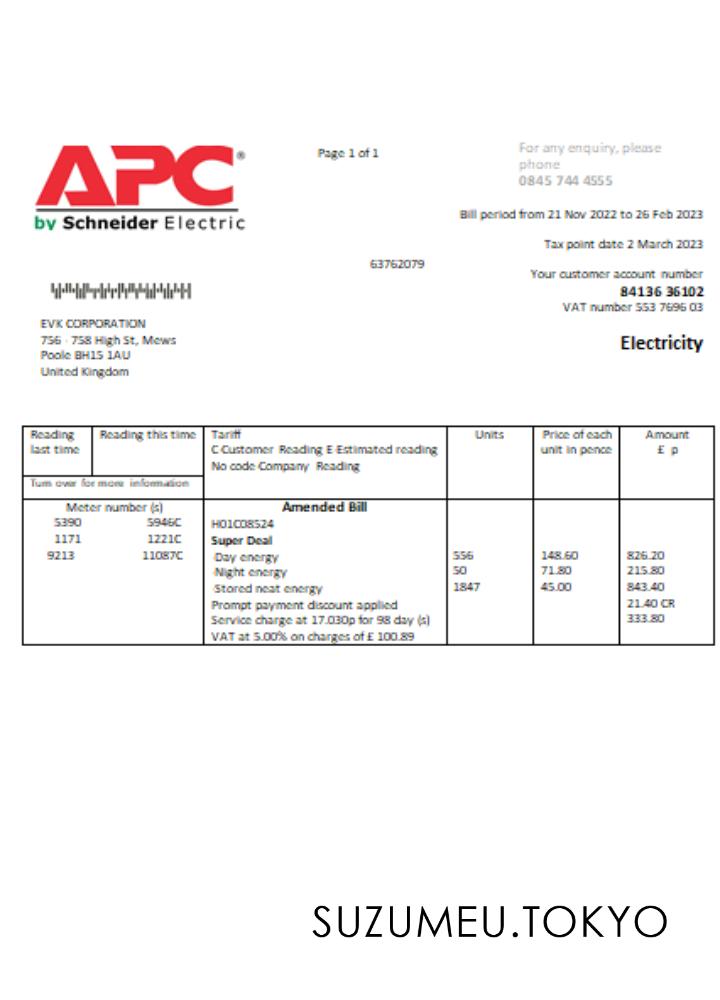 APC®
by Schneider Electric
Page 1 of 1
For any enquiry, please
phone
0845 744 4555
Bill period from 21 Nov 2022 to 26 Feb 2023
Tax point date 2 March 2023
63762079
Your customer account number
84136 36102
VAT number 553 7696 03
Electricity
EVK CORPORATION
756 - 758 High St, Mews
Poole BH15 1AU
United Kingdom
Reading last time
Reading this time
Tariff
C-Customer Reading E-Estimated reading
No code-Company Reading
Units
Price of each unit in pence
Amount
£ p
Turn over for more information
Meter number (s)
Amended Bill
5390 5946C H01C08524
1171 1221C Super Deal
9213 11087C -Day energy 556 148.60 826.20
-Night energy 50 71.80 215.80
-Stored neat energy 1847 45.00 843.40
Prompt payment discount applied 21.40 CR
Service charge at 17.030p for 98 day (s) 333.80
VAT at 5.00% on charges of £ 100.89
SUZUMEU.TOKYO